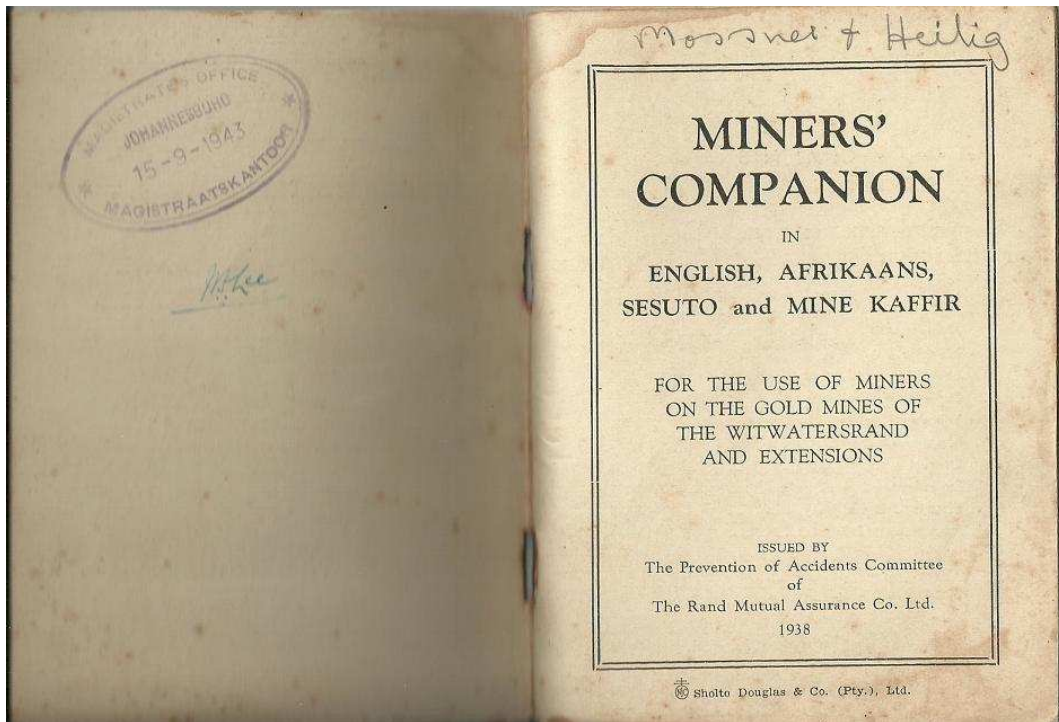 MAGISTRATE'S OFFICE
JOHANNESBURG
15-9-1943
MAGISTRAATSKANTOOR
Mossner + Heilig
MINERS'
COMPANION
IN
ENGLISH, AFRIKAANS,
SESUTO and MINE KAFFIR
FOR THE USE OF MINERS
ON THE GOLD MINES OF
THE WITWATERSRAND
AND EXTENSIONS
ISSUED BY
The Prevention of Accidents Committee
of
The Rand Mutual Assurance Co. Ltd.
1938
Sholto Douglas & Co. (Pty.), Ltd.